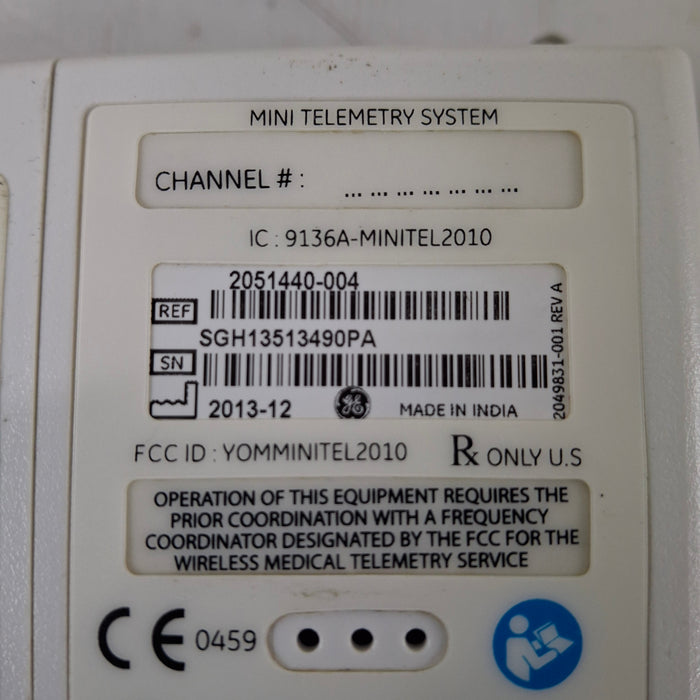 MINI TELEMETRY SYSTEM
CHANNEL # : ... ... ... ... ... ... ...
IC : 9136A-MINITEL2010
2051440-004
REF
SGH13513490PA
SN
2013-12 GE MADE IN INDIA
2049831-001 REV A
FCC ID : YOMMINITEL2010 Rx ONLY U.S
OPERATION OF THIS EQUIPMENT REQUIRES THE
PRIOR COORDINATION WITH A FREQUENCY
COORDINATOR DESIGNATED BY THE FCC FOR THE
WIRELESS MEDICAL TELEMETRY SERVICE
CE 0459